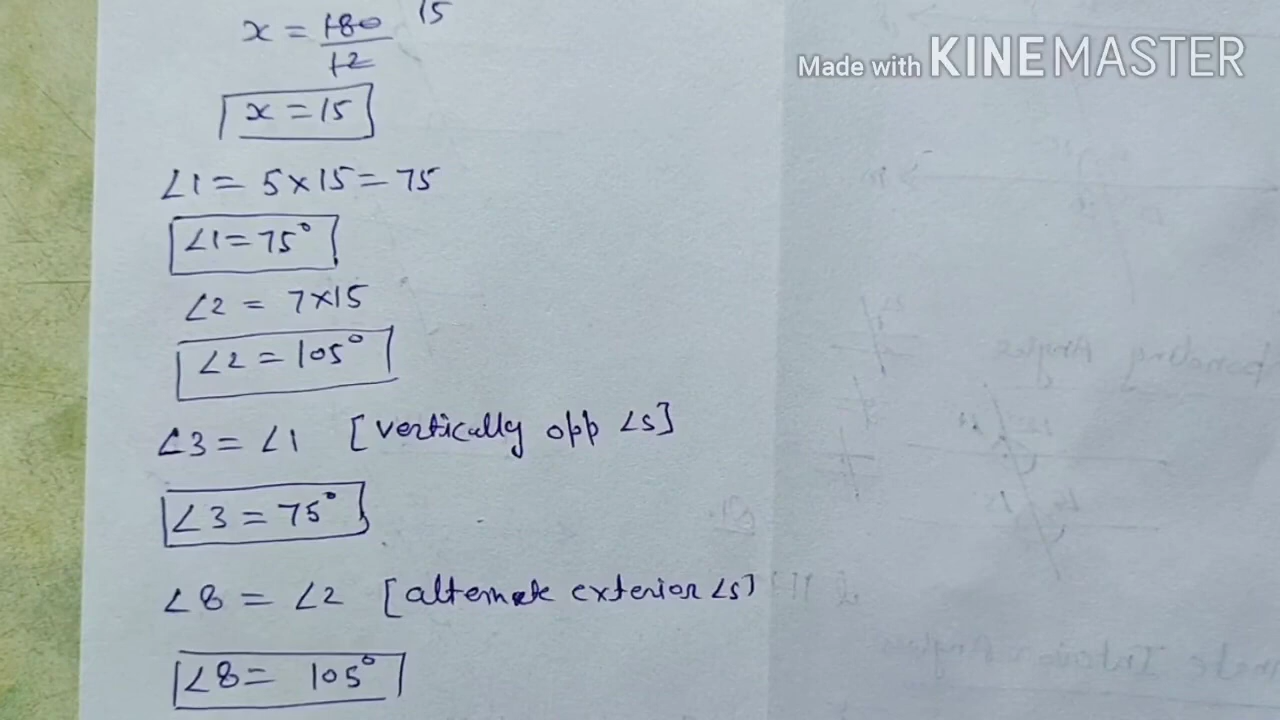 x = 180/12 15
Made with KINEMASTER
x = 15
∠1 = 5×15 = 75
∠1 = 75°
∠2 = 7×15
∠2 = 105°
∠3 = ∠1 [vertically opp ∠s]
∠3 = 75°
∠8 = ∠2 [alternate exterior ∠s]
∠8 = 105°